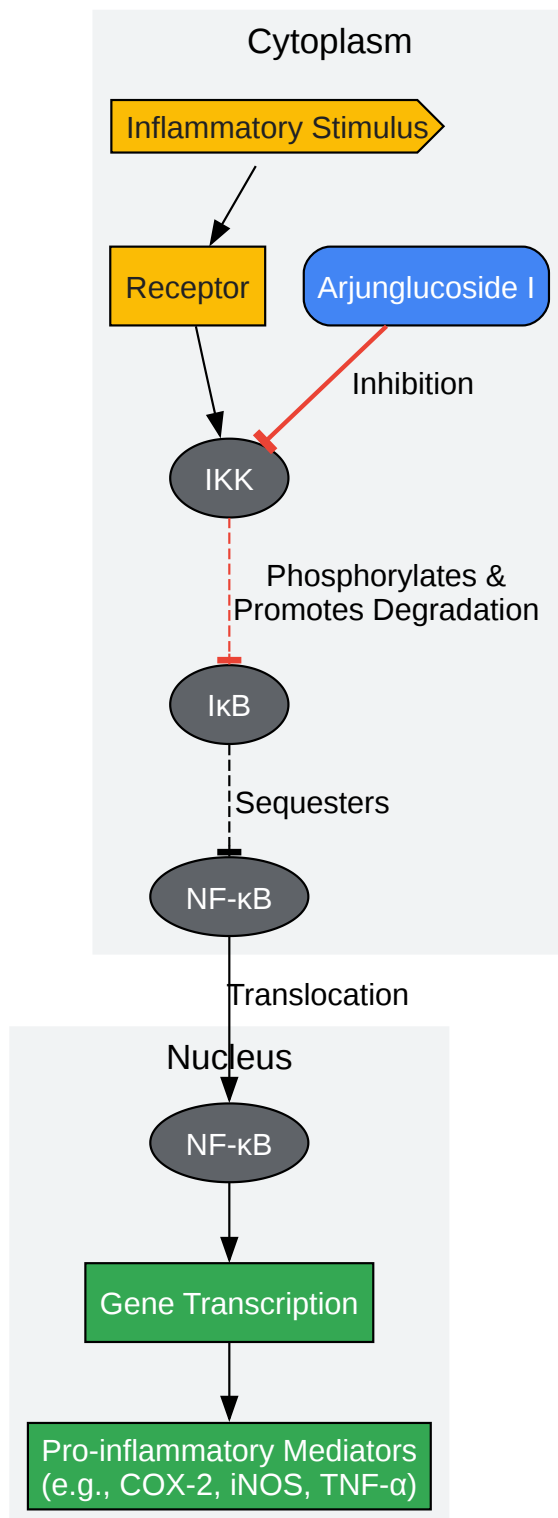 Cytoplasm
Inflammatory Stimulus
Receptor
Arjunglucoside I
Inhibition
IKK
Phosphorylates &
Promotes Degradation
IκB
Sequesters
NF-κB
Translocation
Nucleus
NF-κB
Gene Transcription
Pro-inflammatory Mediators
(e.g., COX-2, iNOS, TNF-α)